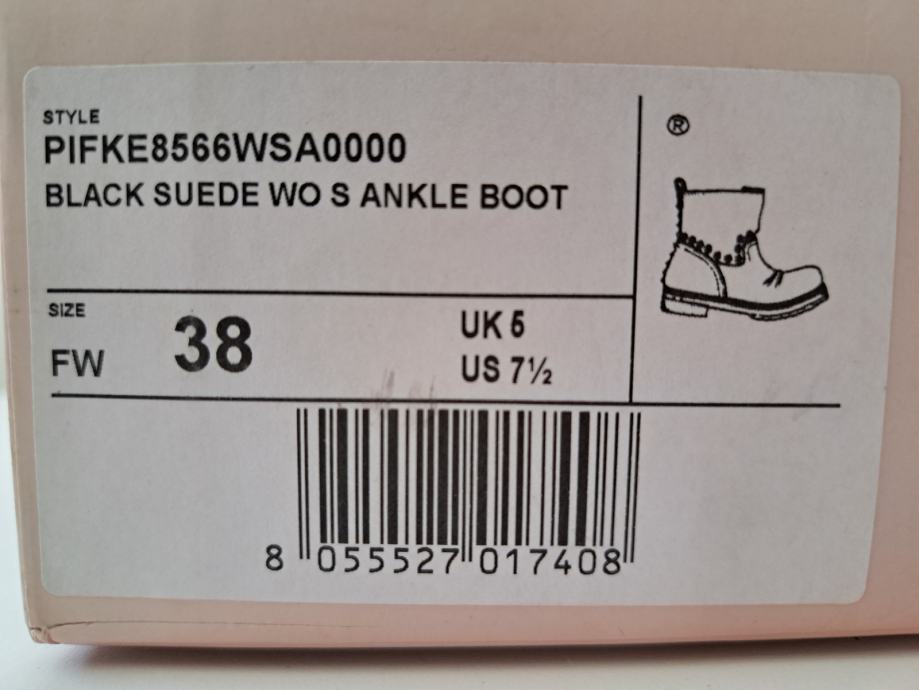 STYLE
PIFKE8566WSA0000
BLACK SUEDE WO S ANKLE BOOT
®
SIZE
FW 38
UK 5
US 7½
8 055527 017408